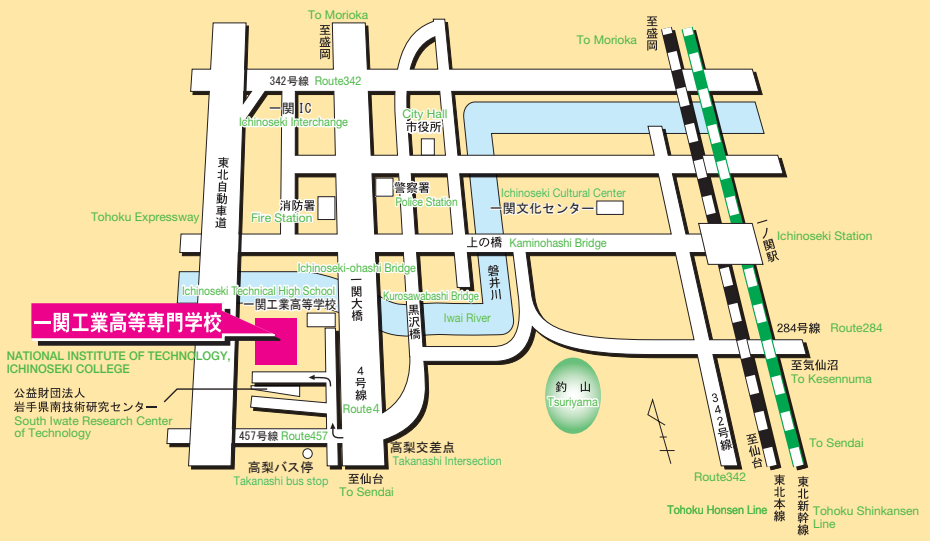 To Morioka
至盛岡
To Morioka
至盛岡
342号線 Route342
一関 IC
Ichinoseki Interchange
City Hall
市役所
東北自動車道
Tohoku Expressway
消防署
Fire Station
警察署
Police Station
Ichinoseki Cultural Center
一関文化センター
上の橋 Kaminohashi Bridge
一ノ関駅
Ichinoseki Station
Ichinoseki-ohashi Bridge
一関大橋
Ichinoseki Technical High School
一関工業高等学校
Kurosawabashi Bridge
黒沢橋
磐井川
Iwai River
一関工業高等専門学校
NATIONAL INSTITUTE OF TECHNOLOGY,
ICHINOSEKI COLLEGE
284号線 Route284
至気仙沼
To Kesennuma
公益財団法人
岩手県南技術研究センター
South Iwate Research Center
of Technology
4号線
Route4
釣 山
Tsuriyama
342号線
Route342
457号線 Route457
高梨バス停
Takanashi bus stop
高梨交差点
Takanashi Intersection
至仙台
To Sendai
至仙台
To Sendai
Tohoku Honsen Line
東北本線
東北新幹線
Tohoku Shinkansen
Line